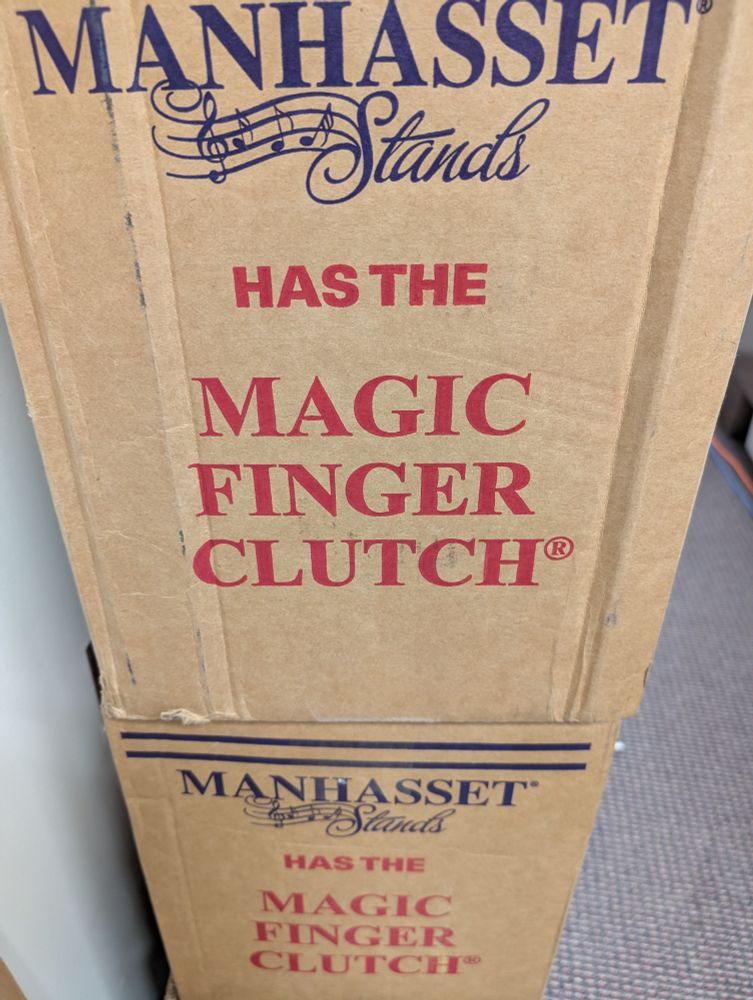 MANHASSET®
Stands
HAS THE
MAGIC
FINGER
CLUTCH®
MANHASSET®
Stands
HAS THE
MAGIC
FINGER
CLUTCH®